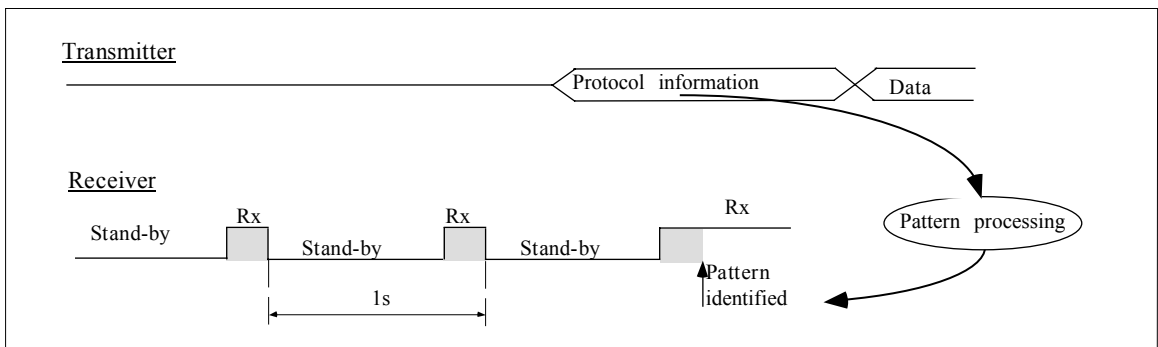 Transmitter
Protocol information
Data
Receiver
Rx
Rx
Rx
Stand-by
Stand-by
Stand-by
Pattern processing
Pattern
identified
1s